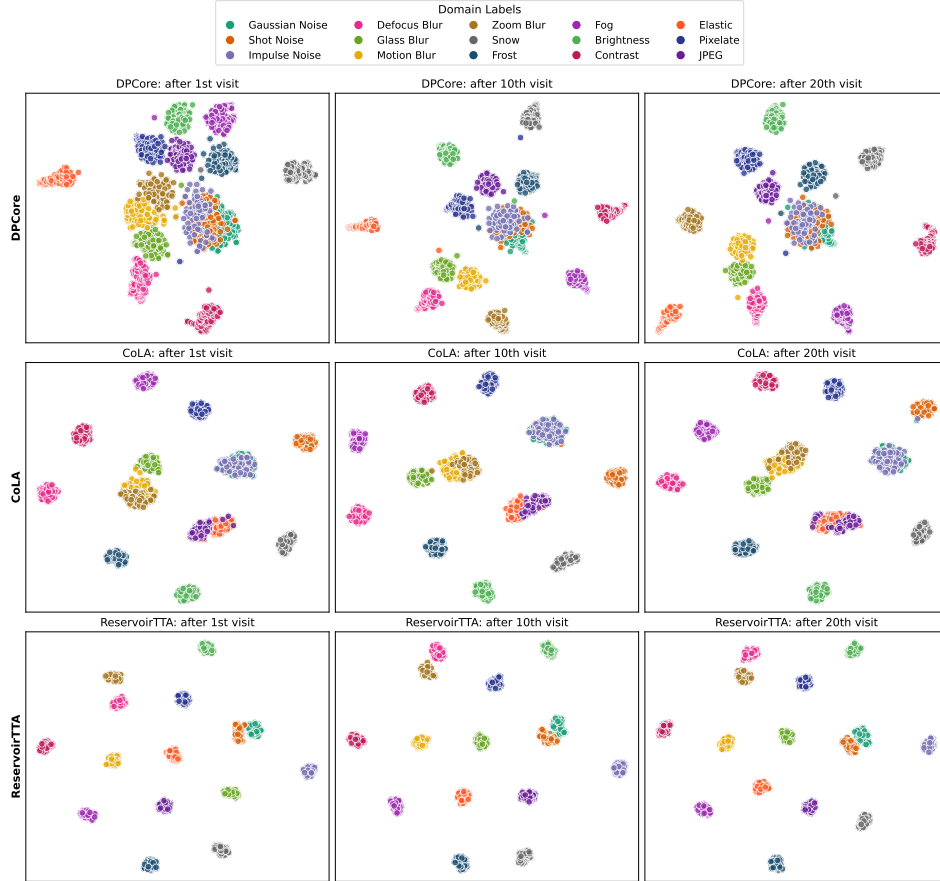 Domain Labels
Gaussian Noise Defocus Blur Zoom Blur Fog Elastic
Shot Noise Glass Blur Snow Brightness Pixelate
Impulse Noise Motion Blur Frost Contrast JPEG
DPCore: after 1st visit DPCore: after 10th visit DPCore: after 20th visit
DPCore
CoLA: after 1st visit CoLA: after 10th visit CoLA: after 20th visit
CoLA
ReservoirTTA: after 1st visit ReservoirTTA: after 10th visit ReservoirTTA: after 20th visit
ReservoirTTA